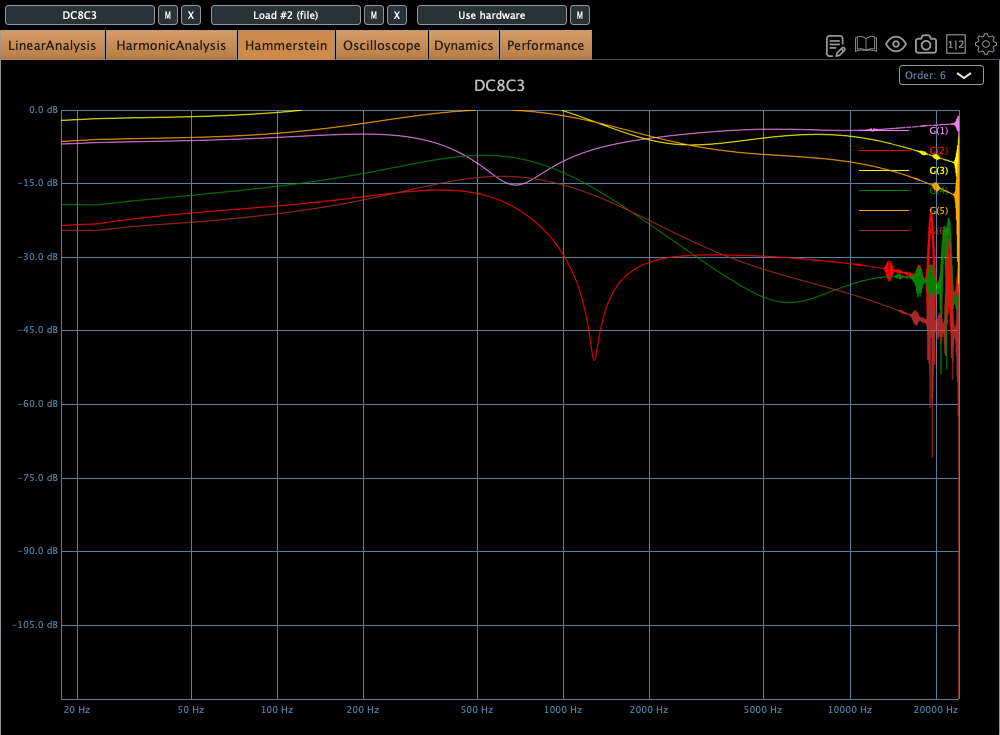 DC8C3 M X Load #2 (file) M X Use hardware M
LinearAnalysis HarmonicAnalysis Hammerstein Oscilloscope Dynamics Performance 1|2
Order: 6
DC8C3
0.0 dB
-15.0 dB
-30.0 dB
-45.0 dB
-60.0 dB
-75.0 dB
-90.0 dB
-105.0 dB
G(1)
G(2)
G(3)
G(4)
G(5)
G(6)
20 Hz 50 Hz 100 Hz 200 Hz 500 Hz 1000 Hz 2000 Hz 5000 Hz 10000 Hz 20000 Hz